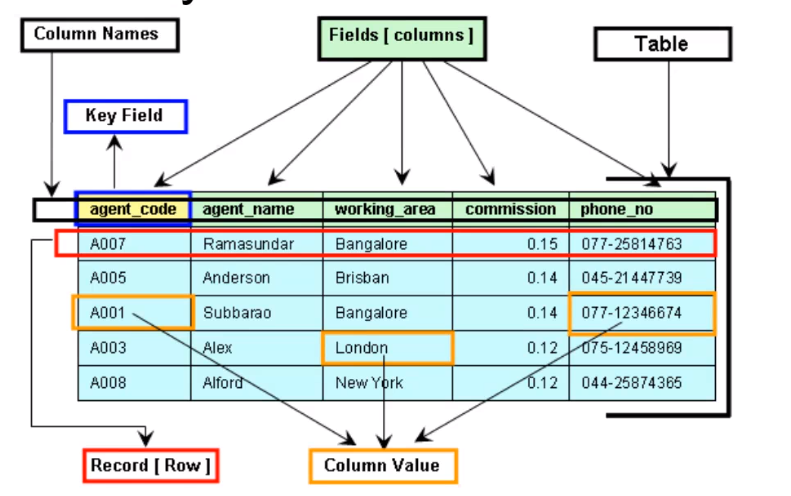 Column Names
Fields [ columns ]
Table
Key Field
agent_code agent_name working_area commission phone_no
A007 Ramasundar Bangalore 0.15 077-25814763
A005 Anderson Brisban 0.14 045-21447739
A001 Subbarao Bangalore 0.14 077-12346674
A003 Alex London 0.12 075-12458969
A008 Alford New York 0.12 044-25874365
Record [ Row ]
Column Value